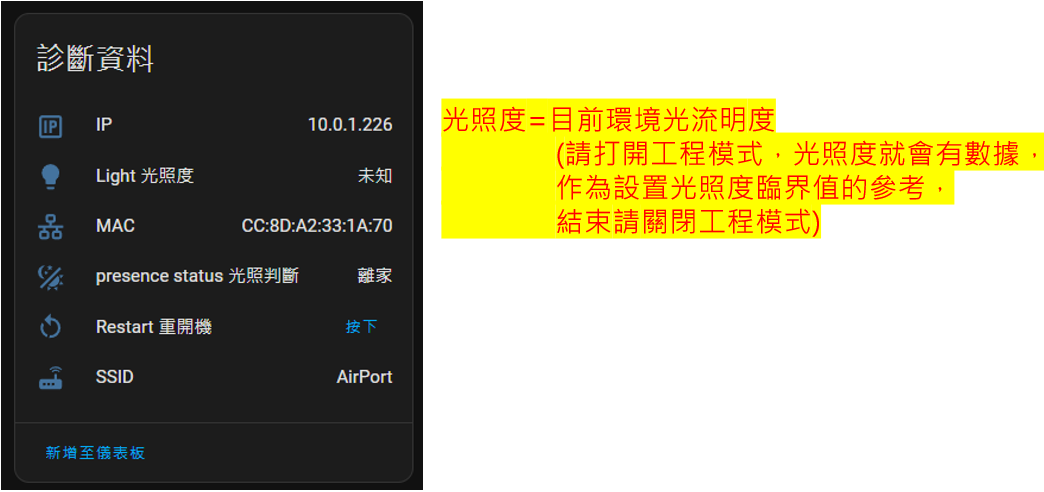 診斷資料
IP 10.0.1.226
Light 光照度 未知
MAC CC:8D:A2:33:1A:70
presence status 光照判斷 離家
Restart 重開機 按下
SSID AirPort
新增至儀表板
光照度=目前環境光流明度
(請打開工程模式，光照度就會有數據，
作為設置光照度臨界值的參考，
結束請關閉工程模式)